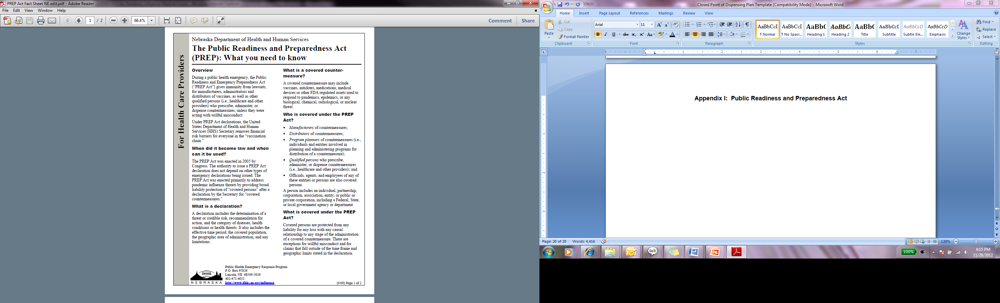 PREP Act Fact Sheet NE edit.pdf - Adobe Reader
File Edit View Window Help
1 / 2 66.4% Comment Share
For Health Care Providers
Nebraska Department of Health and Human Services
The Public Readiness and Preparedness Act
(PREP): What you need to know
Overview
During a public health emergency, the Public
Readiness and Emergency Preparedness Act
(“PREP Act”) gives immunity from lawsuits,
for manufacturers, administrators and
distributors of vaccines, as well as other
qualified persons (i.e., healthcare and other
providers) who prescribe, administer, or
dispense countermeasures, unless they were
acting with willful misconduct.
Under PREP Act declarations, the United
States Department of Health and Human
Services (HHS) Secretary removes financial
risk barriers for everyone in the “vaccination
chain.”
When did it become law and when
can it be used?
The PREP Act was enacted in 2005 by
Congress. The authority to issue a PREP Act
declaration does not depend on other types of
emergency declarations being issued. The
PREP Act was enacted primarily to address
pandemic influenza threats by providing broad
liability protection of “covered persons” after a
declaration by the Secretary for “covered
countermeasures.”
What is a declaration?
A declaration includes the determination of a
threat or credible risk, recommendation for
action, and the category of diseases, health
conditions or health threats. It also includes the
effective time period, the covered population,
the geographic area of administration, and any
limitations.
What is a covered counter-
measure?
A covered countermeasure may include
vaccines, antidotes, medications, medical
devices or other FDA regulated assets used to
respond to pandemics, epidemics, or any
biological, chemical, radiological, or nuclear
threat.
Who is covered under the PREP
Act?
• Manufacturers of countermeasures;
• Distributors of countermeasures;
• Program planners of countermeasures (i.e.,
individuals and entities involved in
planning and administering programs for
distribution of a countermeasure);
• Qualified persons who prescribe,
administer, or dispense countermeasures
(i.e., healthcare and other providers); and
• Officials, agents, and employees of any of
these entities or persons are also covered
persons.
A person includes an individual, partnership,
corporation, association, entity, or public or
private corporation, including a Federal, State,
or local government agency or department.
What is covered under the PREP
Act?
Covered persons are protected from any
liability for any loss with any causal
relationship to any stage of the administration
of a covered countermeasure. There are
exceptions for willful misconduct and for
claims that fall outside of the time frame and
geographic limits stated in the declaration.
DHHS
NEBRASKA
Public Health Emergency Response Program
P.O. Box 95026
Lincoln, NE 68509-5026
402-471-4052
http://www.dhhs.ne.gov/influenza
(9/09) Page 1 of 2
Closed Point of Dispensing Plan Template [Compatibility Mode] - Microsoft Word
Home Insert Page Layout References Mailings Review View
Paste
Cut
Copy
Format Painter
Clipboard
Arial 11
Font
Paragraph
AaBbCcI AaBbCcI AaBbC AaBbC AaBbC AaBbCcI AaBbCcD AaBbCcD
¶ Normal ¶ No Spaci... Heading 1 Heading 2 Title Subtitle Subtle Em... Emphasis
Change
Styles
Styles
Find
Replace
Select
Editing
Appendix I: Public Readiness and Preparedness Act
Page: 20 of 20 Words: 4,416
120%
talk
100%
4:15 PM
11/28/2012